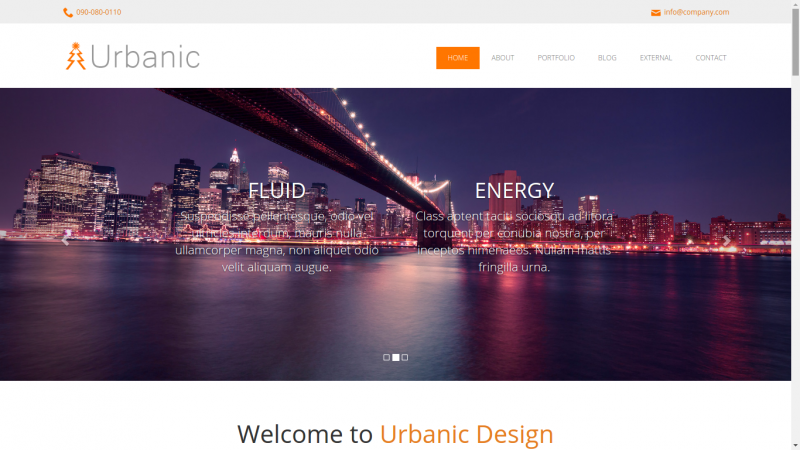 090-080-0110
info@company.com
Urbanic
HOME
ABOUT
PORTFOLIO
BLOG
EXTERNAL
CONTACT
FLUID
Suspendisse pellentesque, odio vel
ultricies interdum, mauris nulla
ullamcorper magna, non aliquet odio
velit aliquam augue.
ENERGY
Class aptent taciti sociosqu ad litora
torquent per conubia nostra, per
inceptos himenaeos. Nullam mattis
fringilla urna.
Welcome to Urbanic Design